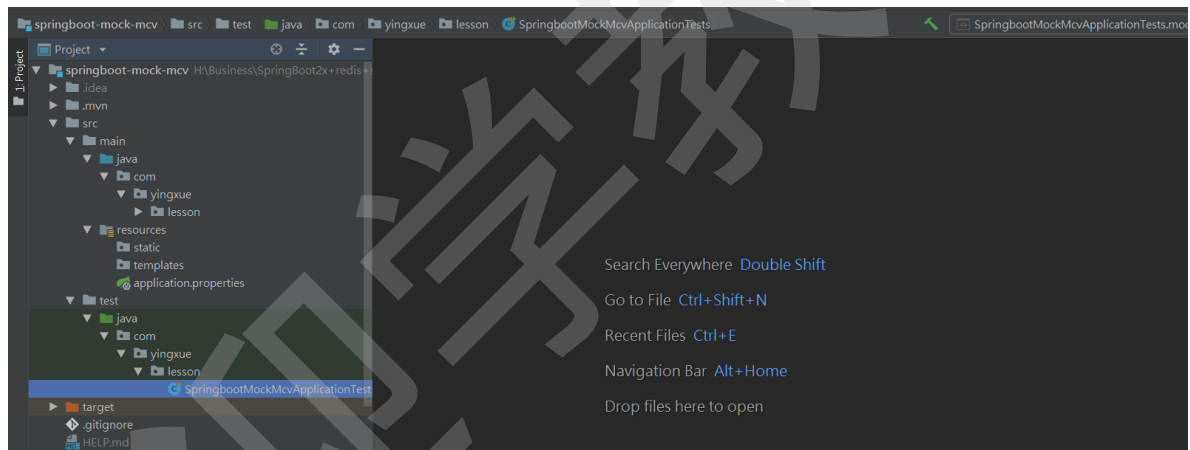 springboot-mock-mcv src test java com yingxue lesson SpringbootMockMcvApplicationTests SpringbootMockMcvApplicationTests.moc
1: Project
Project
springboot-mock-mcv H:\Business\SpringBoot2x+redis+s
.idea
.mvn
src
main
java
com
yingxue
lesson
resources
static
templates
application.properties
test
java
com
yingxue
lesson
SpringbootMockMcvApplicationTest
target
.gitignore
HELP.md
Search Everywhere Double Shift
Go to File Ctrl+Shift+N
Recent Files Ctrl+E
Navigation Bar Alt+Home
Drop files here to open